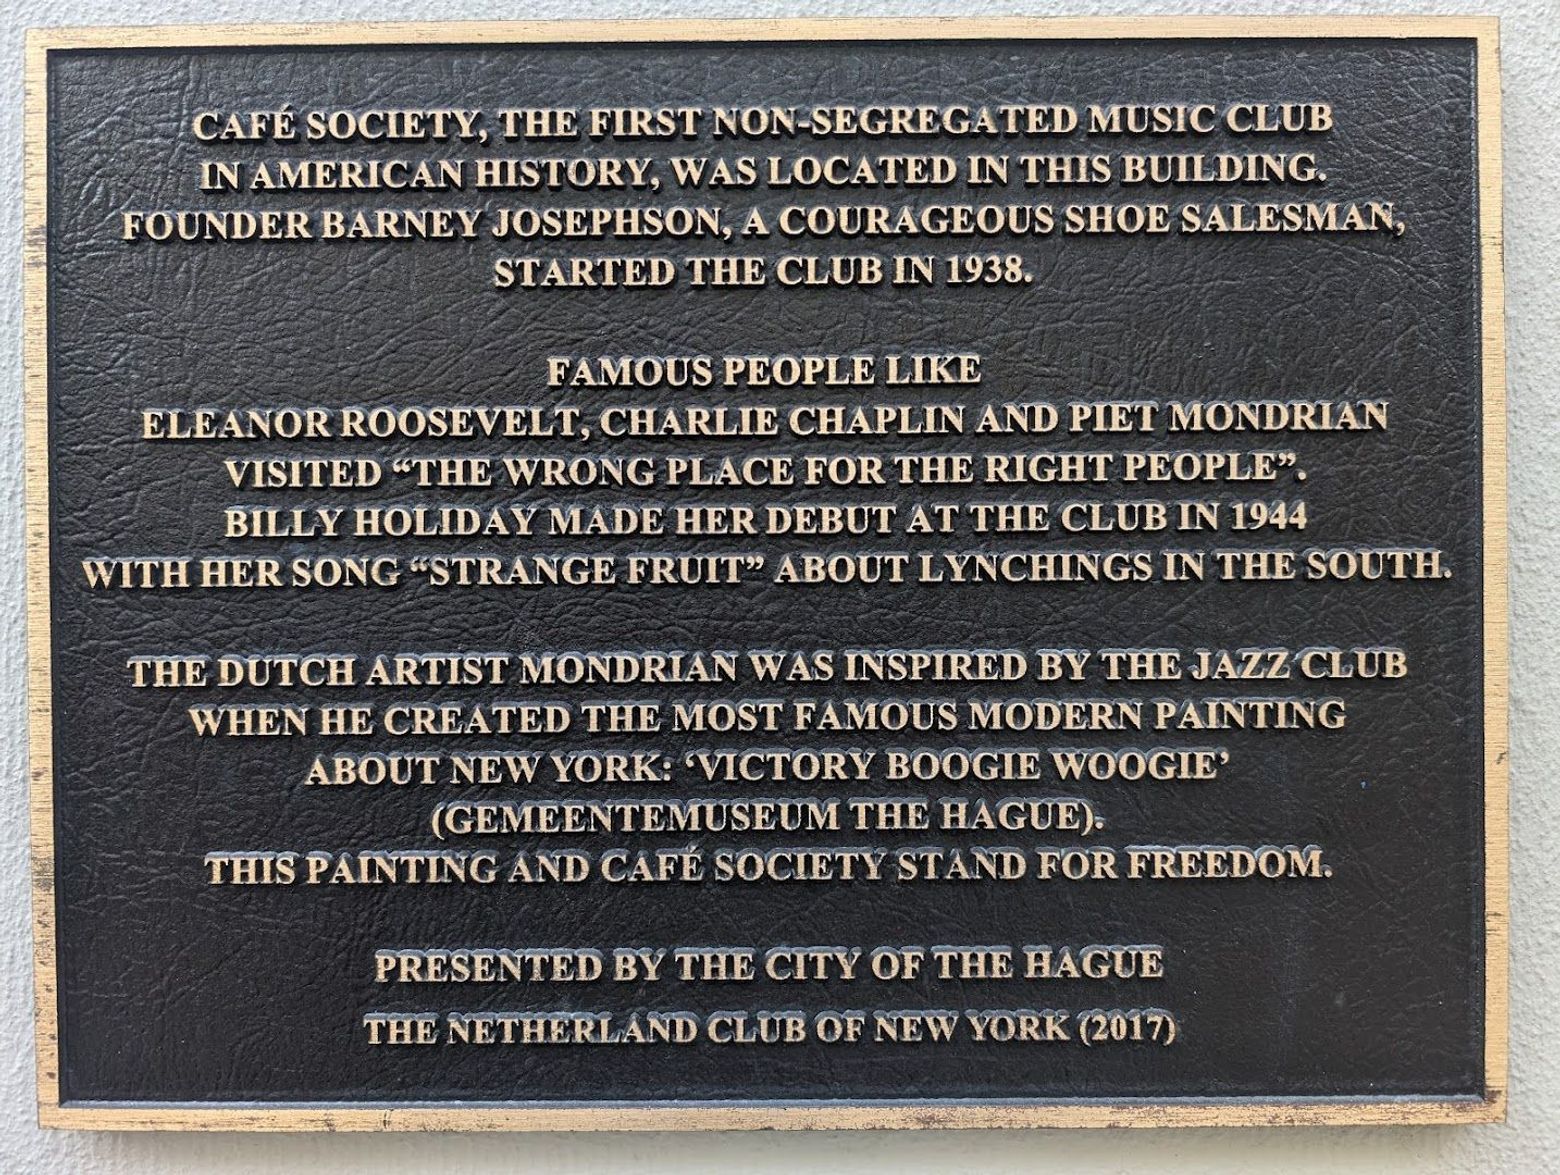 CAFÉ SOCIETY, THE FIRST NON-SEGREGATED MUSIC CLUB
IN AMERICAN HISTORY, WAS LOCATED IN THIS BUILDING.
FOUNDER BARNEY JOSEPHSON, A COURAGEOUS SHOE SALESMAN,
STARTED THE CLUB IN 1938.
FAMOUS PEOPLE LIKE
ELEANOR ROOSEVELT, CHARLIE CHAPLIN AND PIET MONDRIAN
VISITED “THE WRONG PLACE FOR THE RIGHT PEOPLE”.
BILLY HOLIDAY MADE HER DEBUT AT THE CLUB IN 1944
WITH HER SONG “STRANGE FRUIT” ABOUT LYNCHINGS IN THE SOUTH.
THE DUTCH ARTIST MONDRIAN WAS INSPIRED BY THE JAZZ CLUB
WHEN HE CREATED THE MOST FAMOUS MODERN PAINTING
ABOUT NEW YORK: ‘VICTORY BOOGIE WOOGIE’
(GEMEENTEMUSEUM THE HAGUE).
THIS PAINTING AND CAFÉ SOCIETY STAND FOR FREEDOM.
PRESENTED BY THE CITY OF THE HAGUE
THE NETHERLAND CLUB OF NEW YORK (2017)